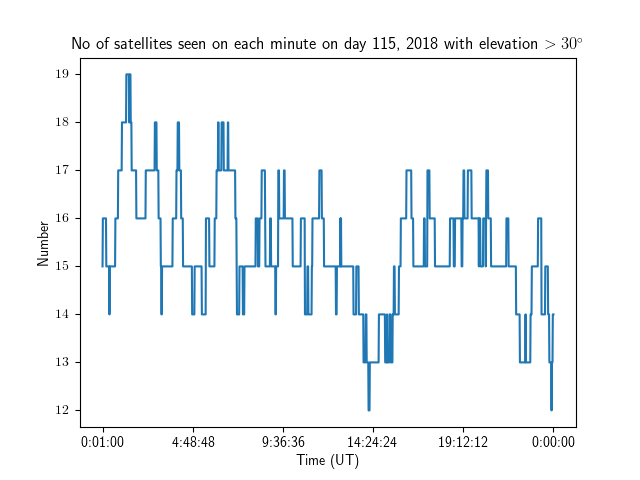 No of satellites seen on each minute on day 115, 2018 with elevation > 30°
19
18
17
16
15
14
13
12
Number
0:01:00 4:48:48 9:36:36 14:24:24 19:12:12 0:00:00
Time (UT)